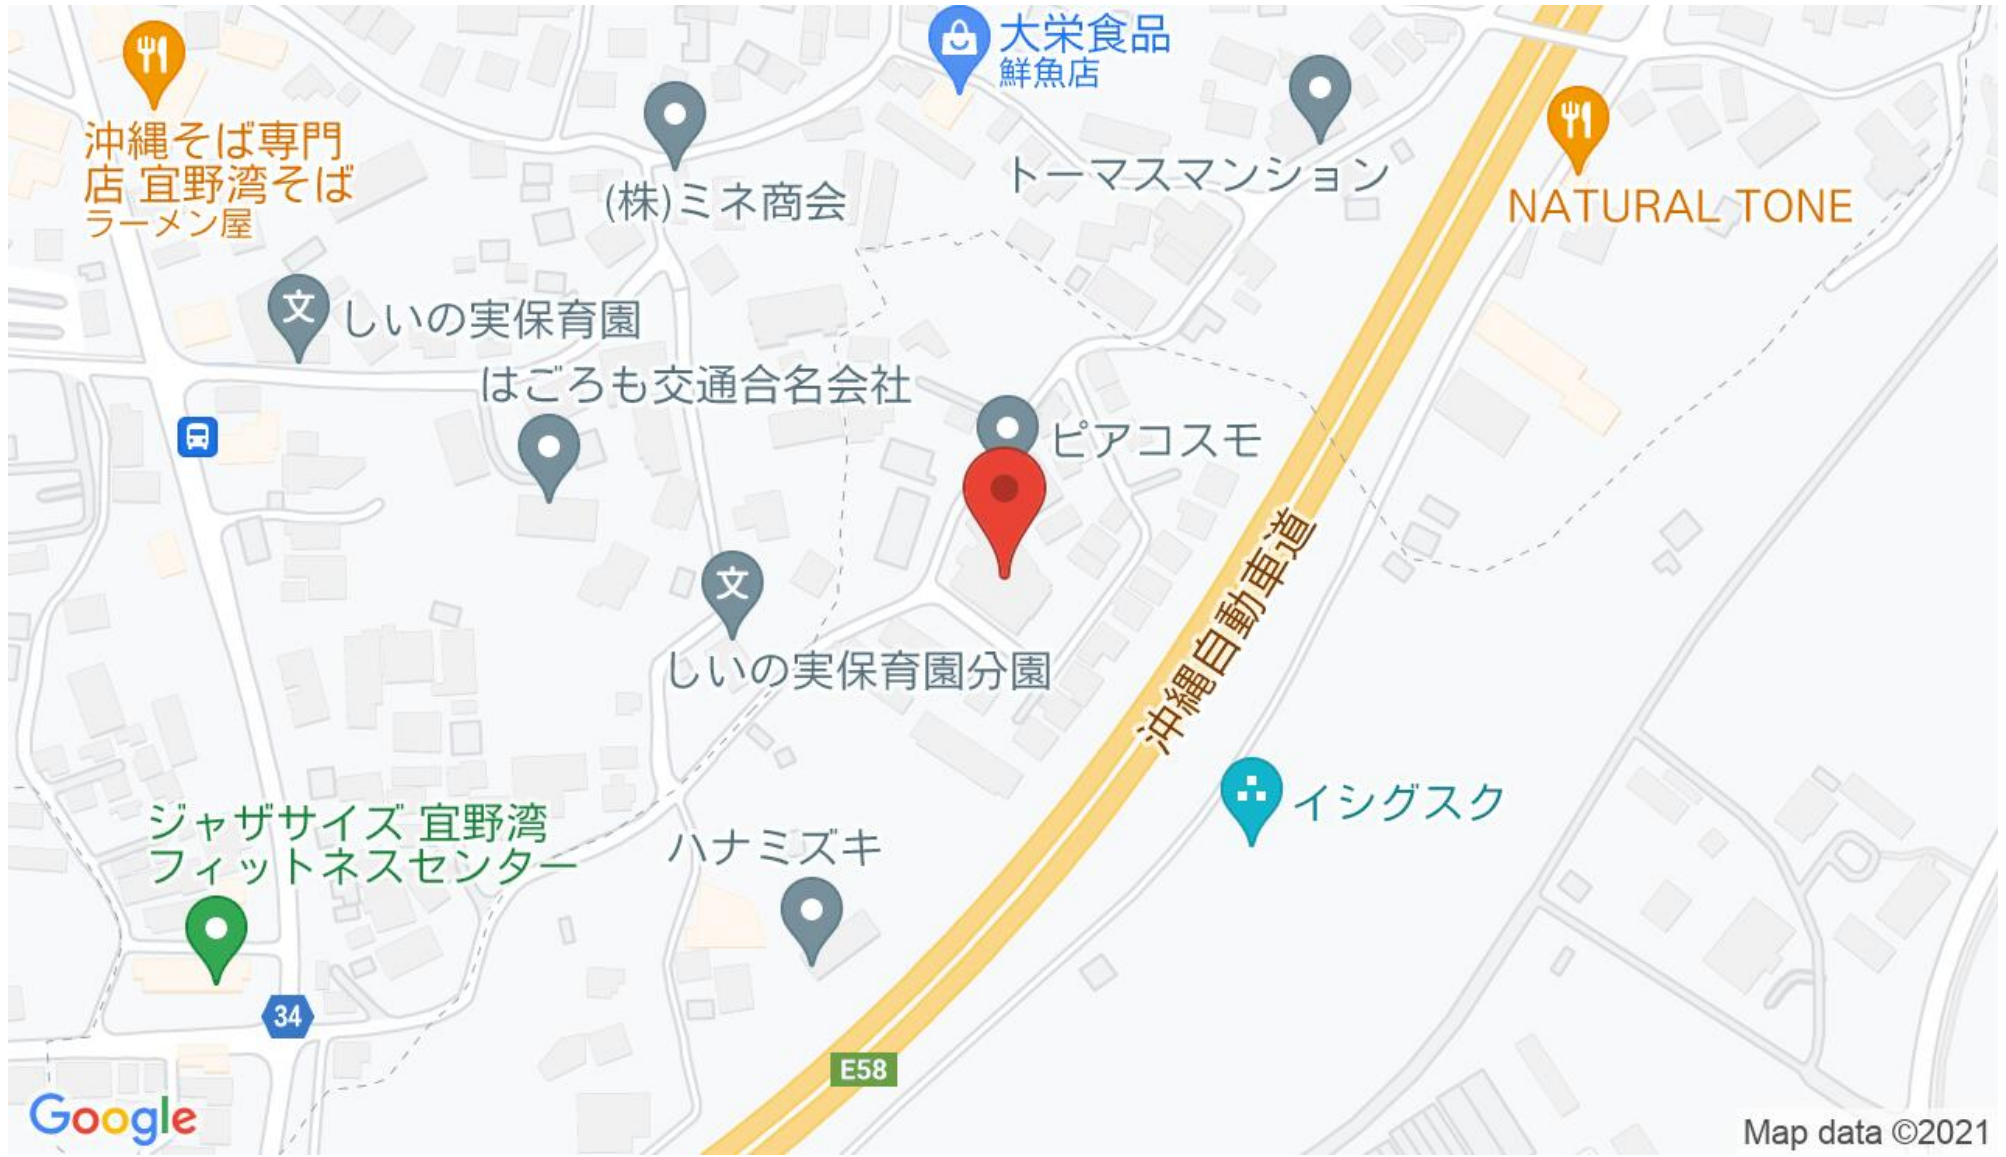 大栄食品
鮮魚店
沖縄そば専門
店 宜野湾そば
ラーメン屋
(株)ミネ商会
トーマスマンション
NATURAL TONE
文
しいの実保育園
はごろも交通合名会社
ピアコスモ
文
しいの実保育園分園
沖縄自動車道
イシグスク
ジャザサイズ 宜野湾
フィットネスセンター
ハナミズキ
34
E58
Google
Map data ©2021